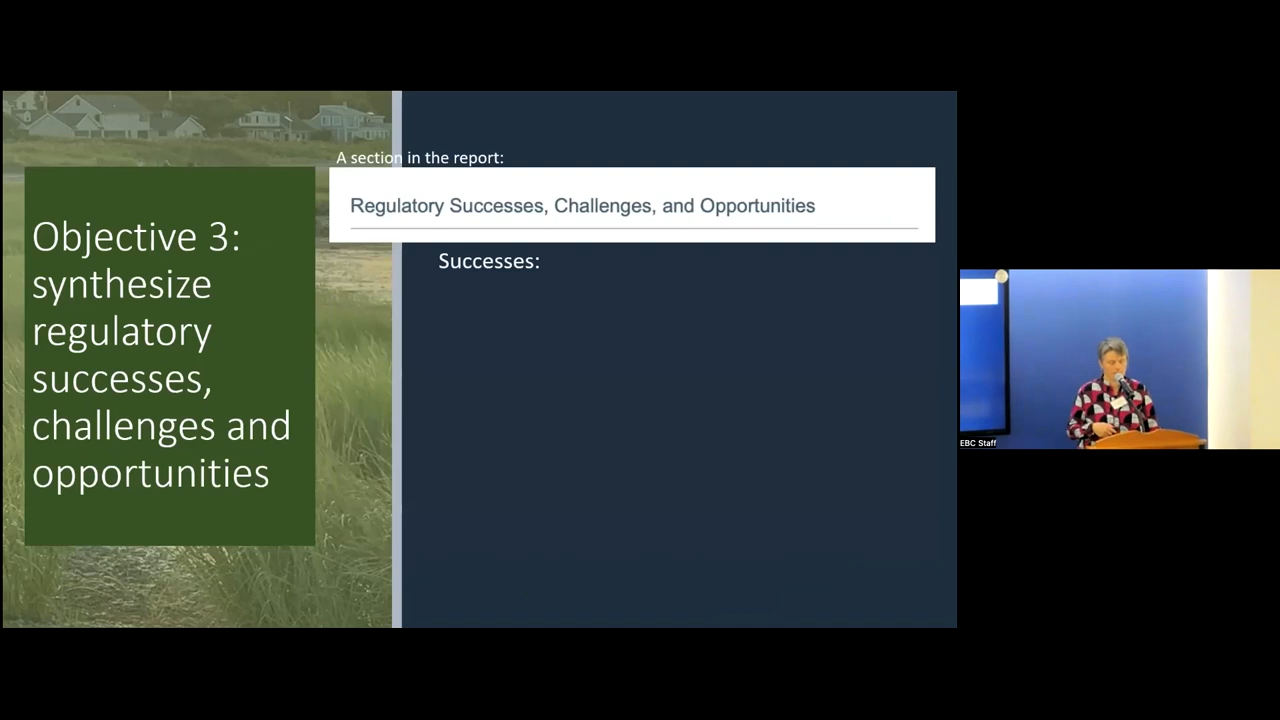 A section in the report:
Regulatory Successes, Challenges, and Opportunities
Objective 3:
synthesize
regulatory
successes,
challenges and
opportunities
Successes:
EBC Staff